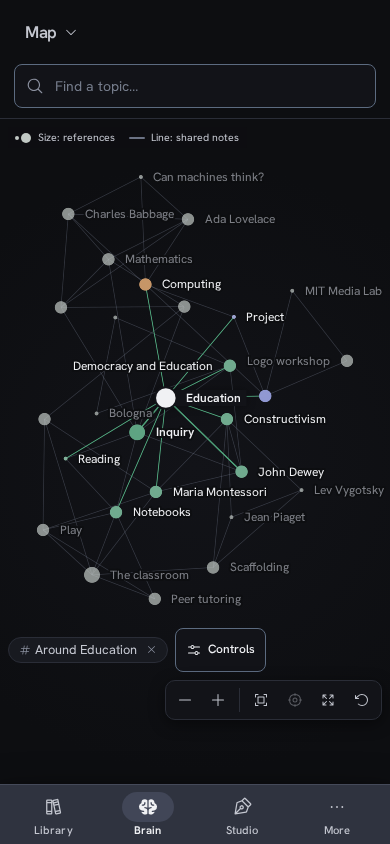 Map
Find a topic...
Size: references
Line: shared notes
Can machines think?
Charles Babbage
Ada Lovelace
Mathematics
Computing
MIT Media Lab
Project
Democracy and Education
Logo workshop
Education
Bologna
Constructivism
Inquiry
Reading
John Dewey
Maria Montessori
Lev Vygotsky
Notebooks
Jean Piaget
Play
Scaffolding
The classroom
Peer tutoring
# Around Education
Controls
Library
Brain
Studio
More